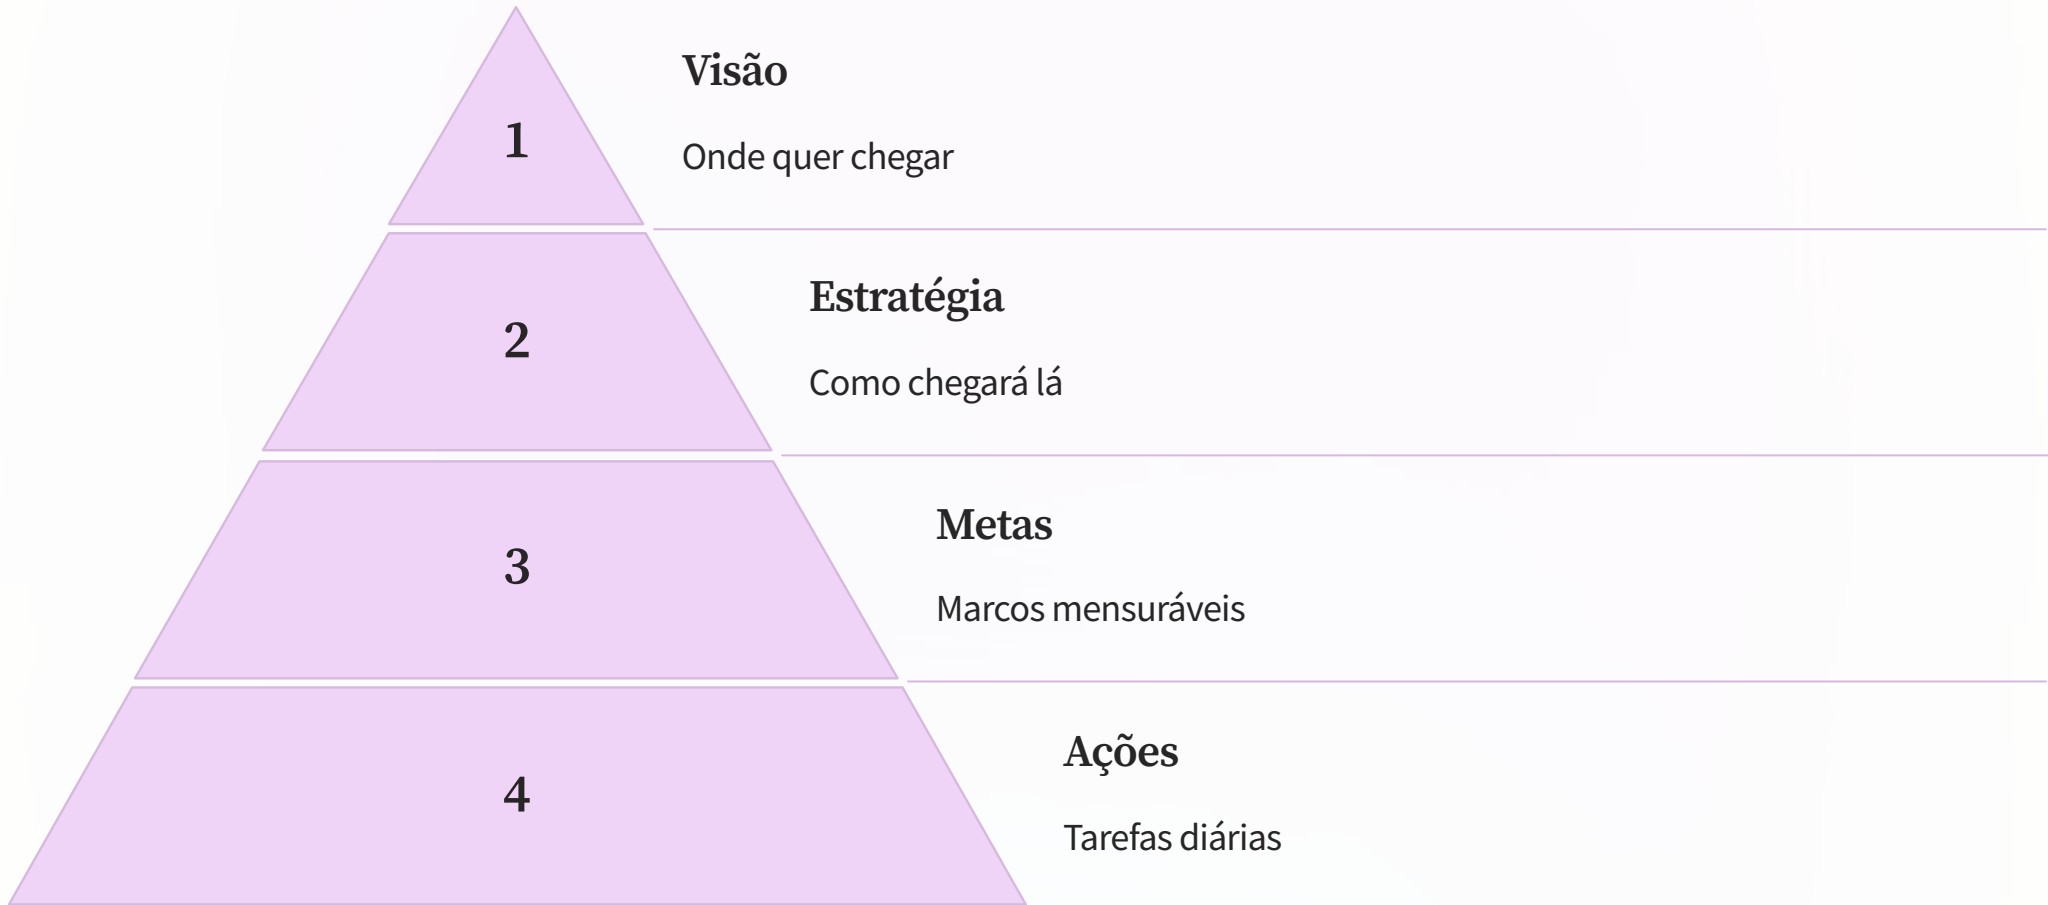 1
Visão
Onde quer chegar
2
Estratégia
Como chegará lá
3
Metas
Marcos mensuráveis
4
Ações
Tarefas diárias